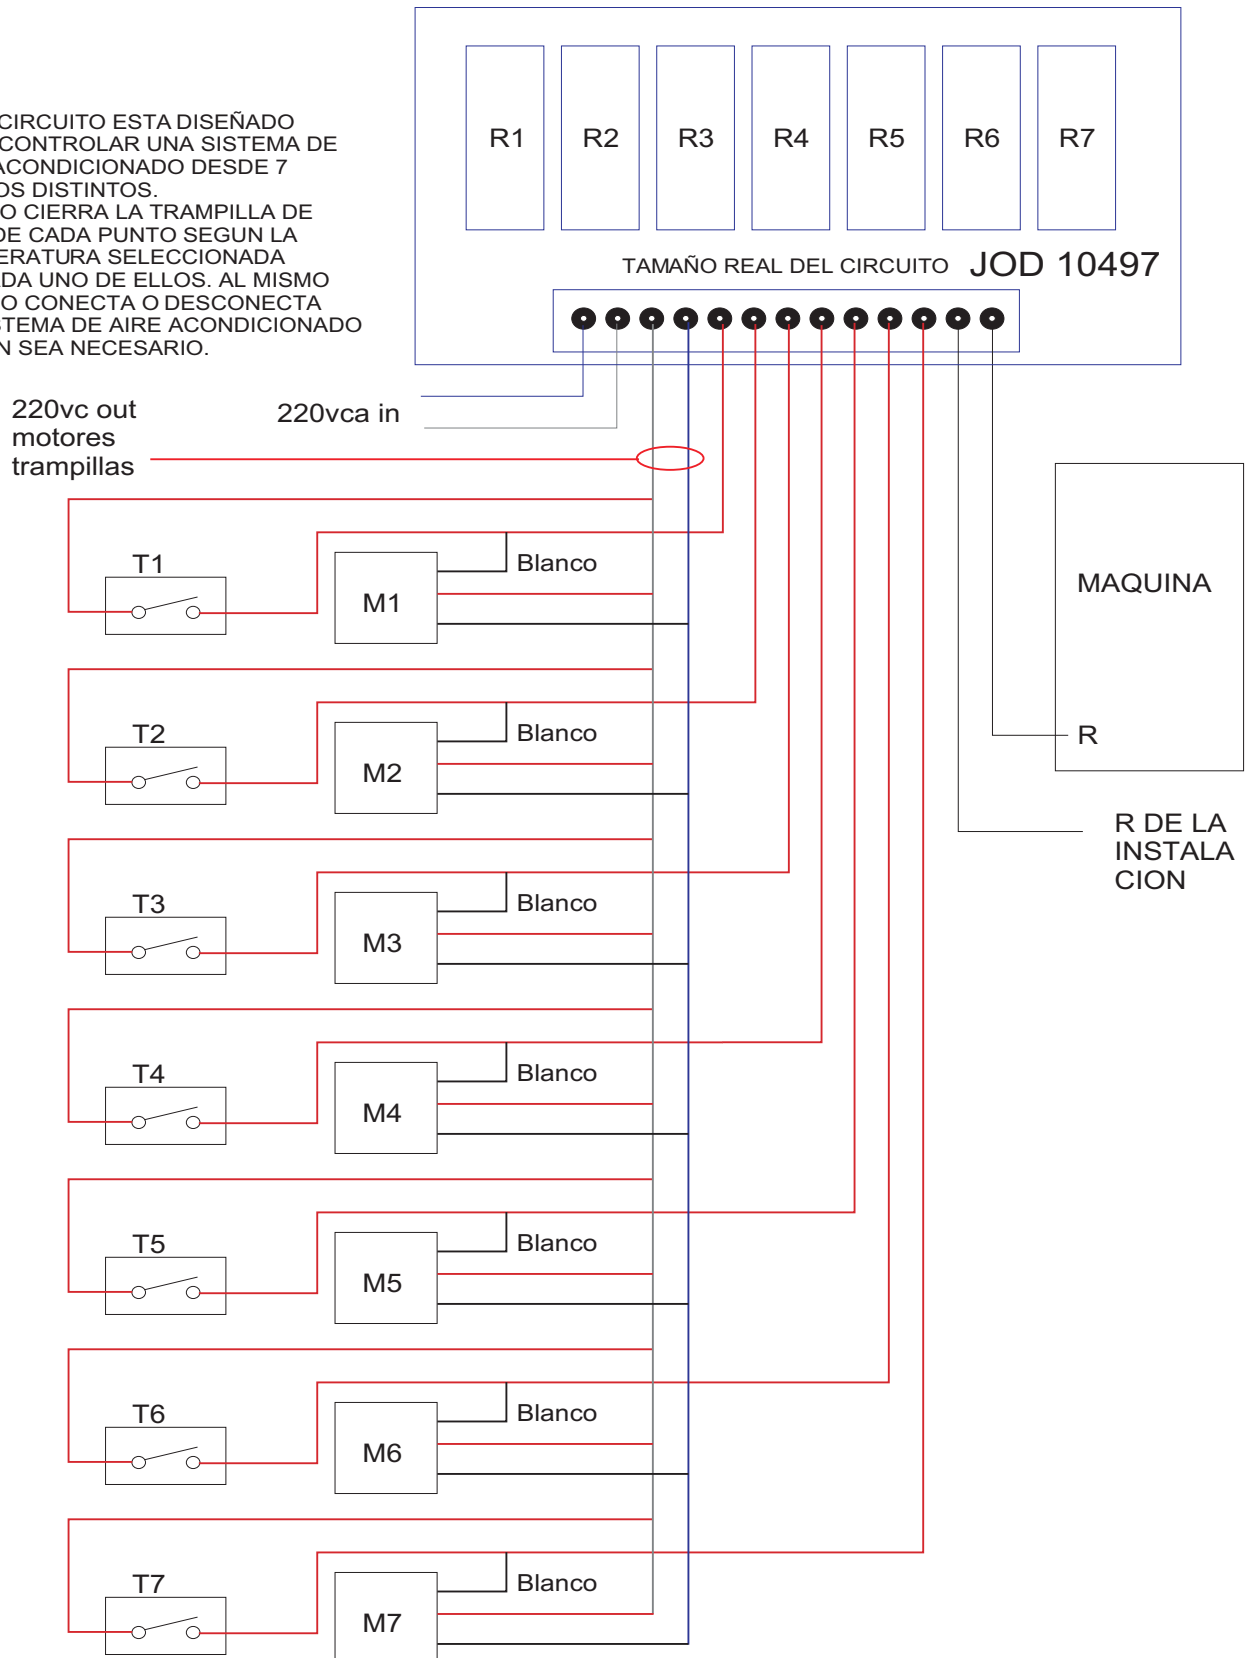 CIRCUITO ESTA DISEÑADO
CONTROLAR UNA SISTEMA DE
ACONDICIONADO DESDE 7
OS DISTINTOS.
O CIERRA LA TRAMPILLA DE
DE CADA PUNTO SEGUN LA
ERATURA SELECCIONADA
ADA UNO DE ELLOS. AL MISMO
O CONECTA O DESCONECTA
STEMA DE AIRE ACONDICIONADO
N SEA NECESARIO.
R1 R2 R3 R4 R5 R6 R7
TAMAÑO REAL DEL CIRCUITO JOD 10497
220vc out
motores
trampillas
220vca in
T1
M1
Blanco
MAQUINA
R
T2
M2
Blanco
R DE LA
INSTALA
CION
T3
M3
Blanco
T4
M4
Blanco
T5
M5
Blanco
T6
M6
Blanco
T7
M7
Blanco